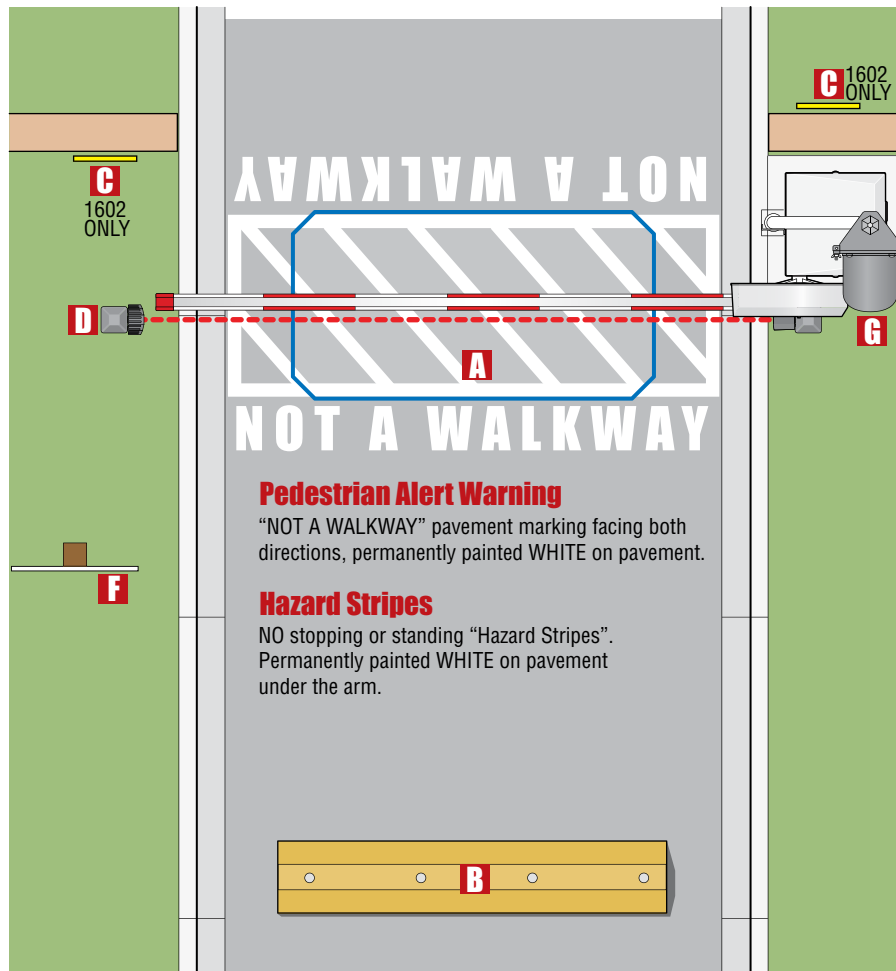 C 1602
ONLY
C
1602
ONLY
NOT A WALKWAY
D
G
A
NOT A WALKWAY
Pedestrian Alert Warning
“NOT A WALKWAY” pavement marking facing both
directions, permanently painted WHITE on pavement.
F
Hazard Stripes
NO stopping or standing “Hazard Stripes”.
Permanently painted WHITE on pavement
under the arm.
B